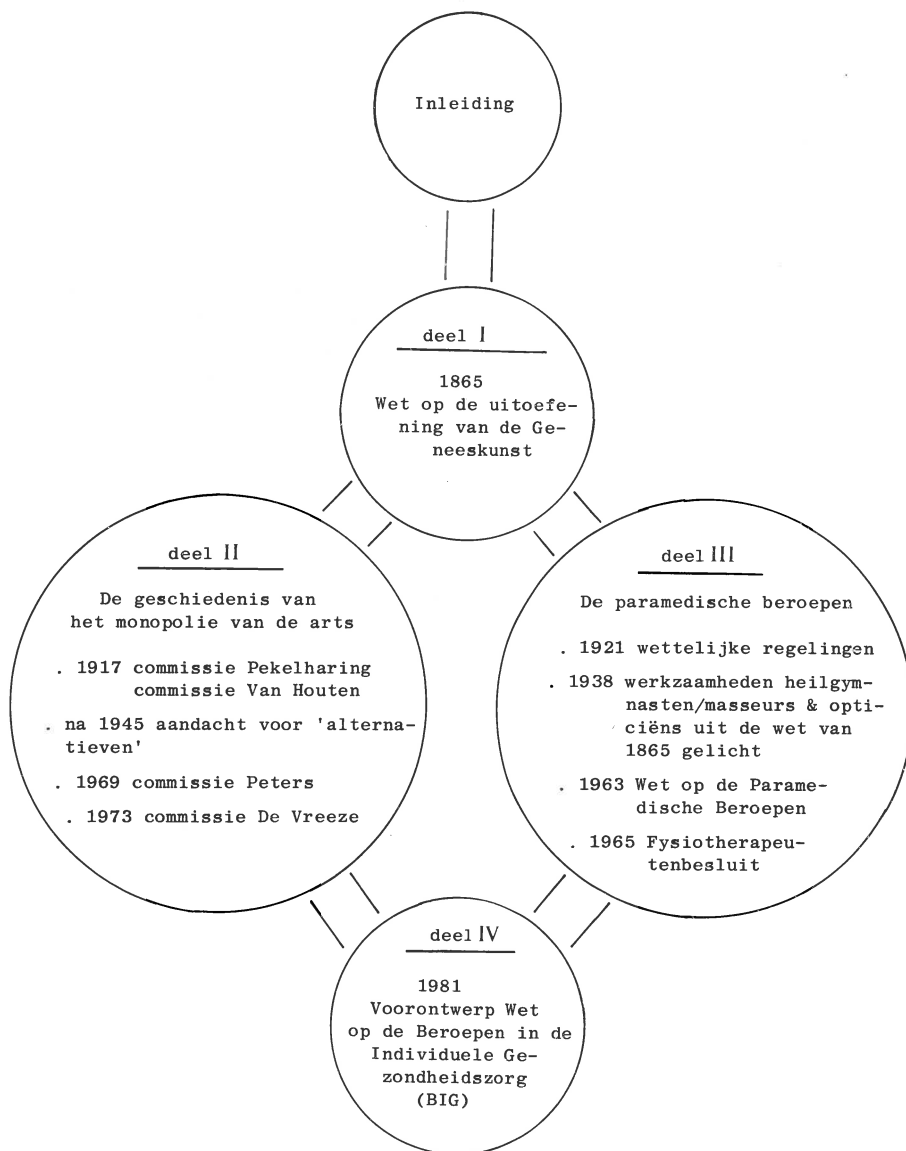 Inleiding
deel I
1865
Wet op de uitoefe-
ning van de Ge-
neeskunst
deel II
De geschiedenis van
het monopolie van de arts
. 1917 commissie Pekelharing
commissie Van Houten
. na 1945 aandacht voor 'alterna-
tieven'
. 1969 commissie Peters
. 1973 commissie De Vreeze
deel III
De paramedische beroepen
. 1921 wettelijke regelingen
. 1938 werkzaamheden heilgym-
nasten/masseurs & opti-
ciëns uit de wet van
1865 gelicht
. 1963 Wet op de Parame-
dische Beroepen
. 1965 Fysiotherapeu-
tenbesluit
deel IV
1981
Voorontwerp Wet
op de Beroepen in de
Individuele Ge-
zondheidszorg
(BIG)